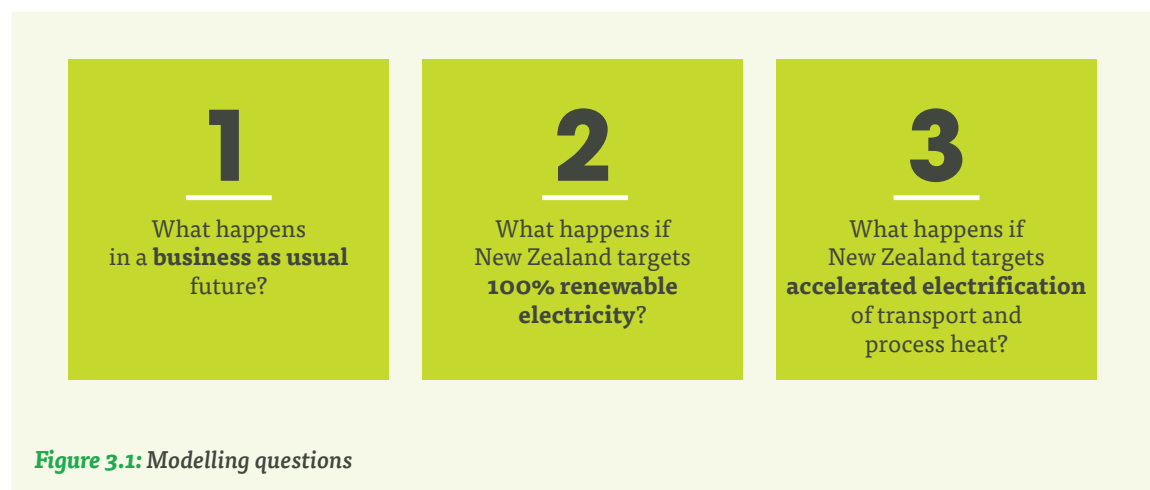 1
What happens
in a business as usual
future?
2
What happens if
New Zealand targets
100% renewable
electricity?
3
What happens if
New Zealand targets
accelerated electrification
of transport and
process heat?
Figure 3.1: Modelling questions